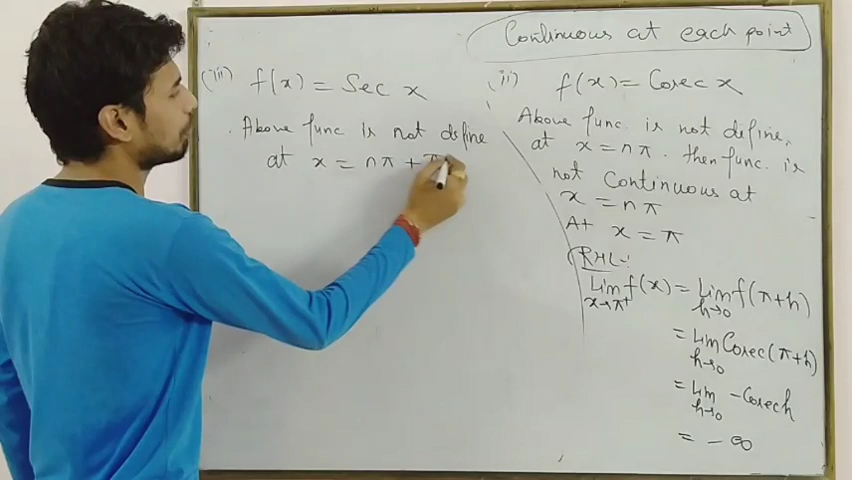 Continuous at each point
(iii) f(x) = Sec x
Above func is not define
at x = nπ + π
(ii) f(x) = Cosec x
Above func. is not define,
at x = nπ. then func. is
not Continuous at
x = nπ
At x = π
RHL:
Lim x→π⁺ f(x) = Lim h→0 f(π+h)
= Lim h→0 Cosec(π+h)
= Lim h→0 -Cosech
= -∞